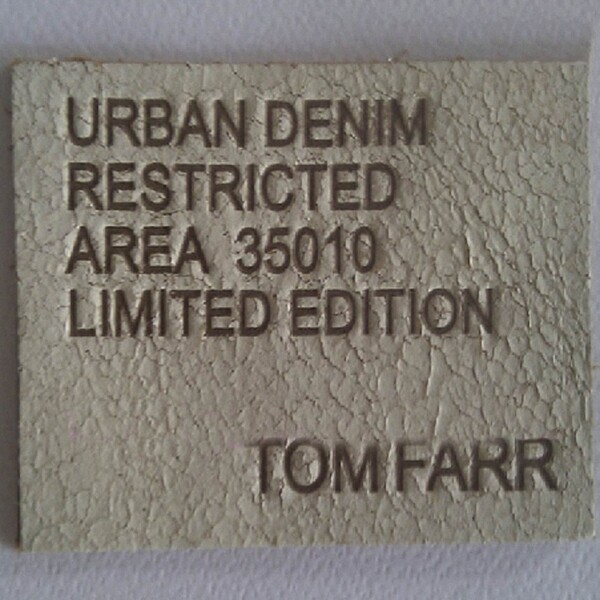 URBAN DENIM
RESTRICTED
AREA 35010
LIMITED EDITION
TOM FARR